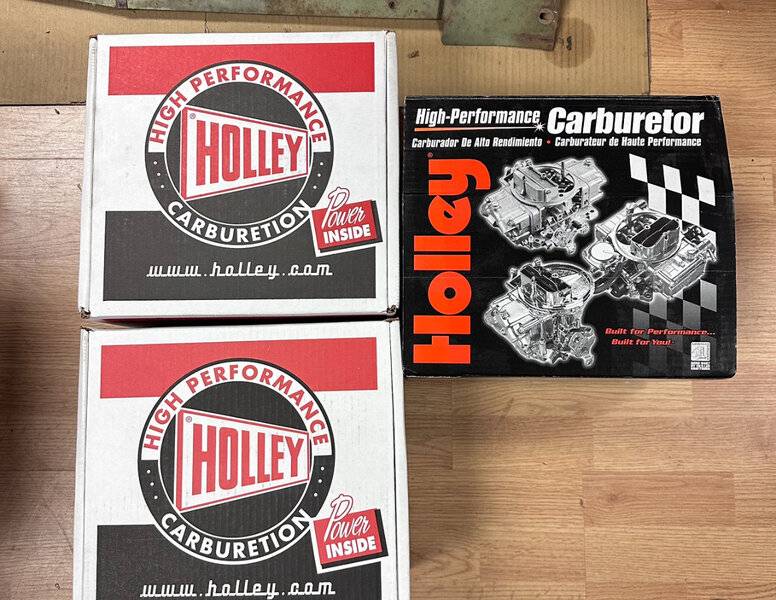 HIGH PERFORMANCE
HOLLEY
®
CARBURETION
Power
INSIDE
www.holley.com
High-Performance Carburetor
Carburador De Alto Rendimiento • Carburateur de Haute Performance
Holley®
Built for Performance...
Built for You!
HIGH PERFORMANCE
HOLLEY
®
CARBURETION
Power
INSIDE
www.holley.com